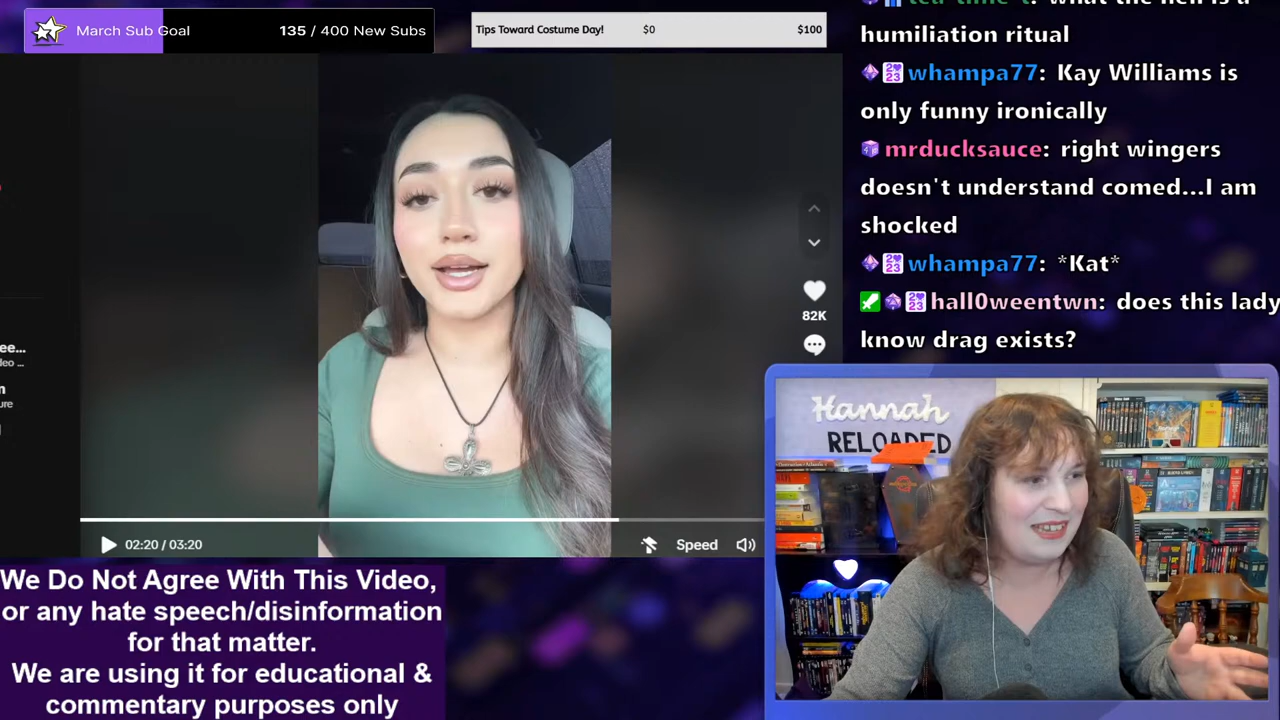 March Sub Goal
135 / 400 New Subs
Tips Toward Costume Day!
$0
$100
humiliation ritual
whampa77: Kay Williams is
only funny ironically
mrducksauce: right wingers
doesn't understand comed...I am
shocked
whampa77: *Kat*
hall0weentwn: does this lady
know drag exists?
82K
02:20 / 03:20
Speed
Hannah
RELOADED
We Do Not Agree With This Video,
or any hate speech/disinformation
for that matter.
We are using it for educational &
commentary purposes only